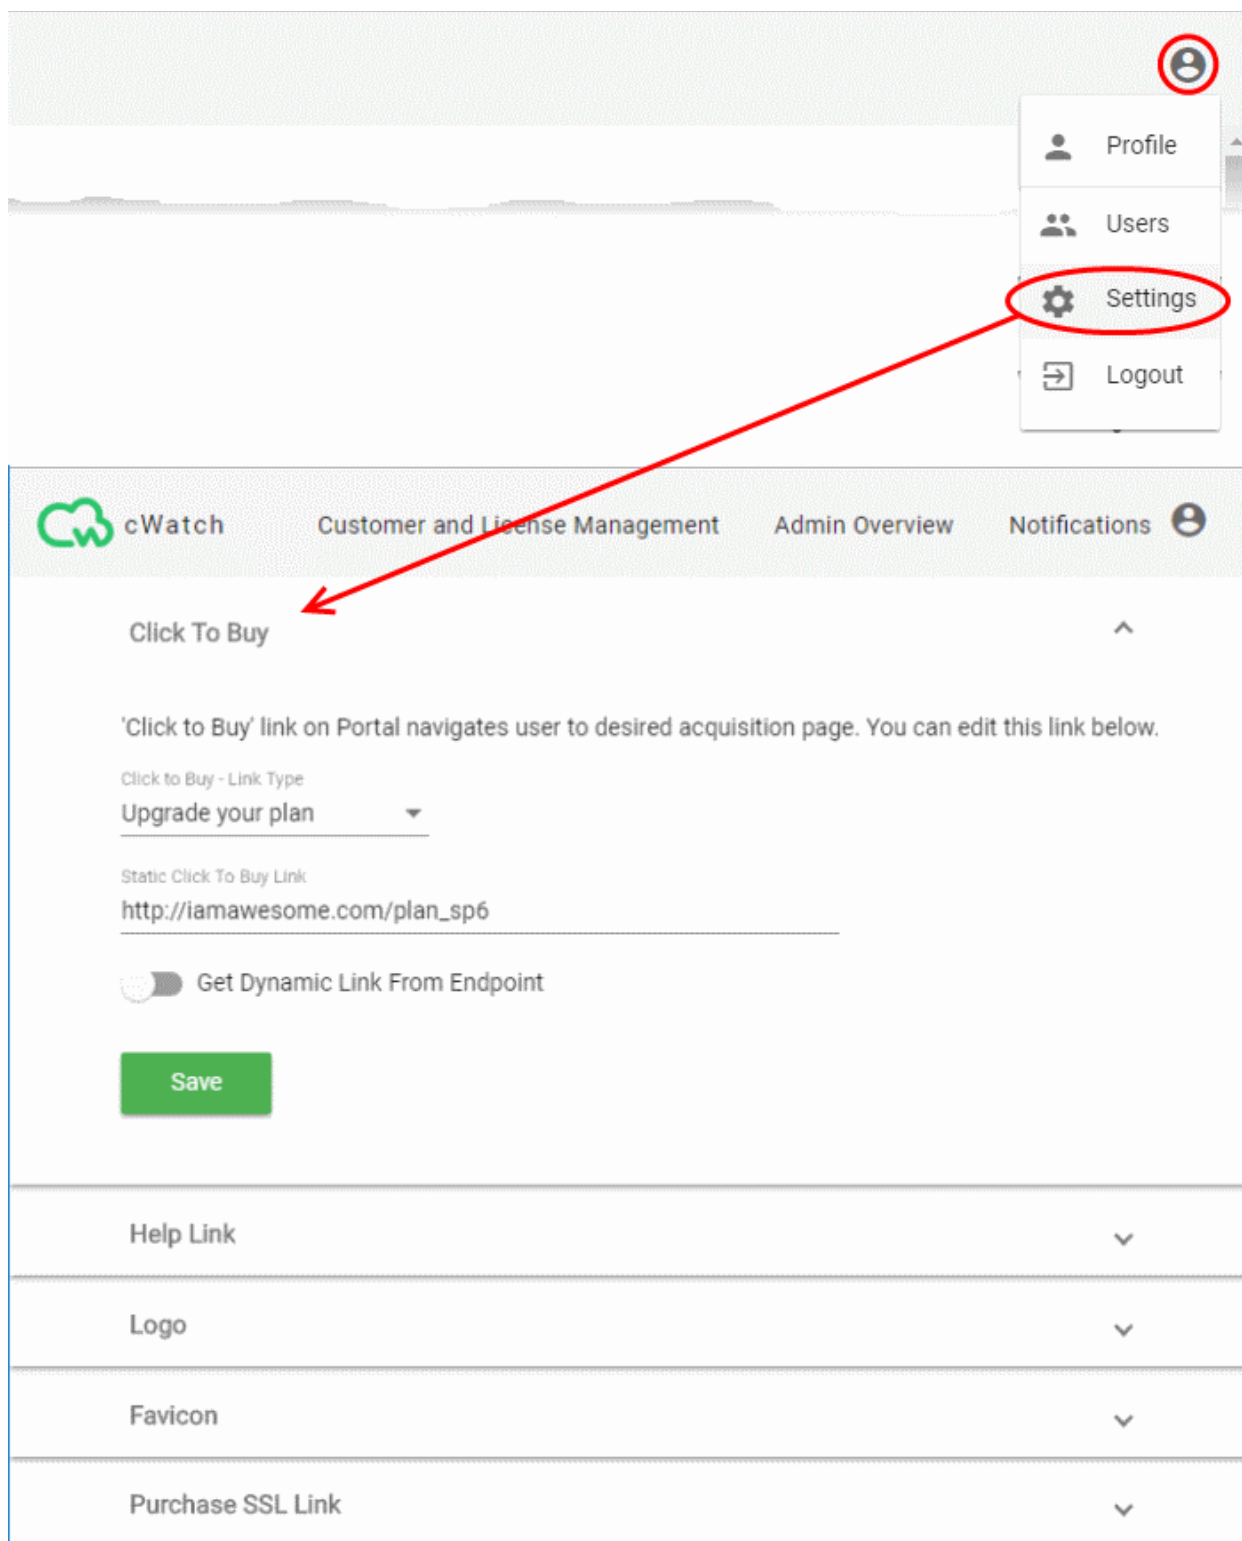 Profile
Users
Settings
Logout
cWatch Customer and License Management Admin Overview Notifications
Click To Buy
'Click to Buy' link on Portal navigates user to desired acquisition page. You can edit this link below.
Click to Buy - Link Type
Upgrade your plan
Static Click To Buy Link
http://iamawesome.com/plan_sp6
Get Dynamic Link From Endpoint
Save
Help Link
Logo
Favicon
Purchase SSL Link